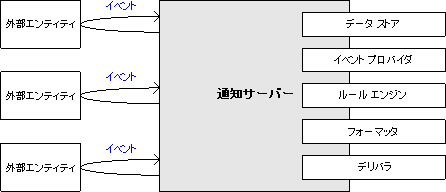 イベント
外部エンティティ
データ ストア
イベント プロバイダ
イベント
外部エンティティ
通知サーバー
ルール エンジン
フォーマッタ
イベント
外部エンティティ
デリバラ